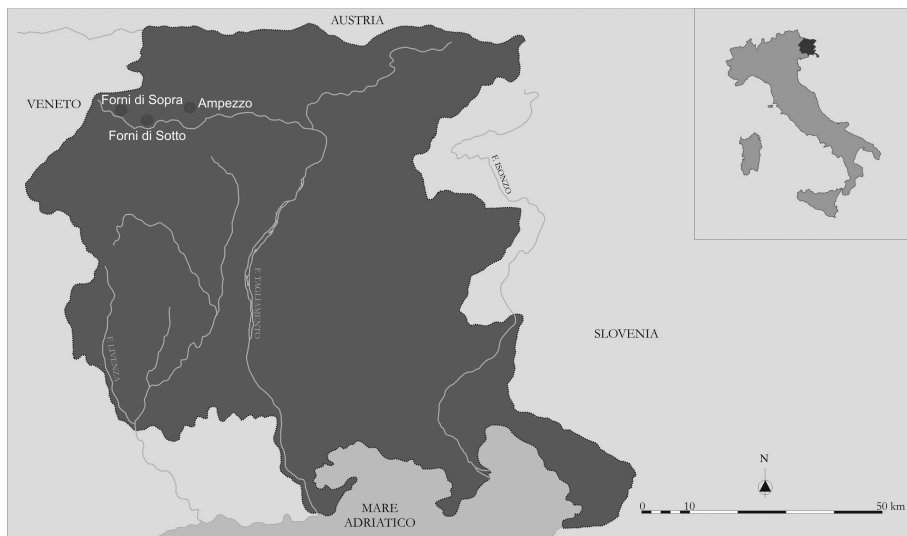 AUSTRIA
VENETO
Forni di Sopra
Ampezzo
Forni di Sotto
F. ISONZO
F. TAGLIAMENTO
F. LIVENZA
SLOVENIA
N
0 10 50 km
MARE
ADRIATICO